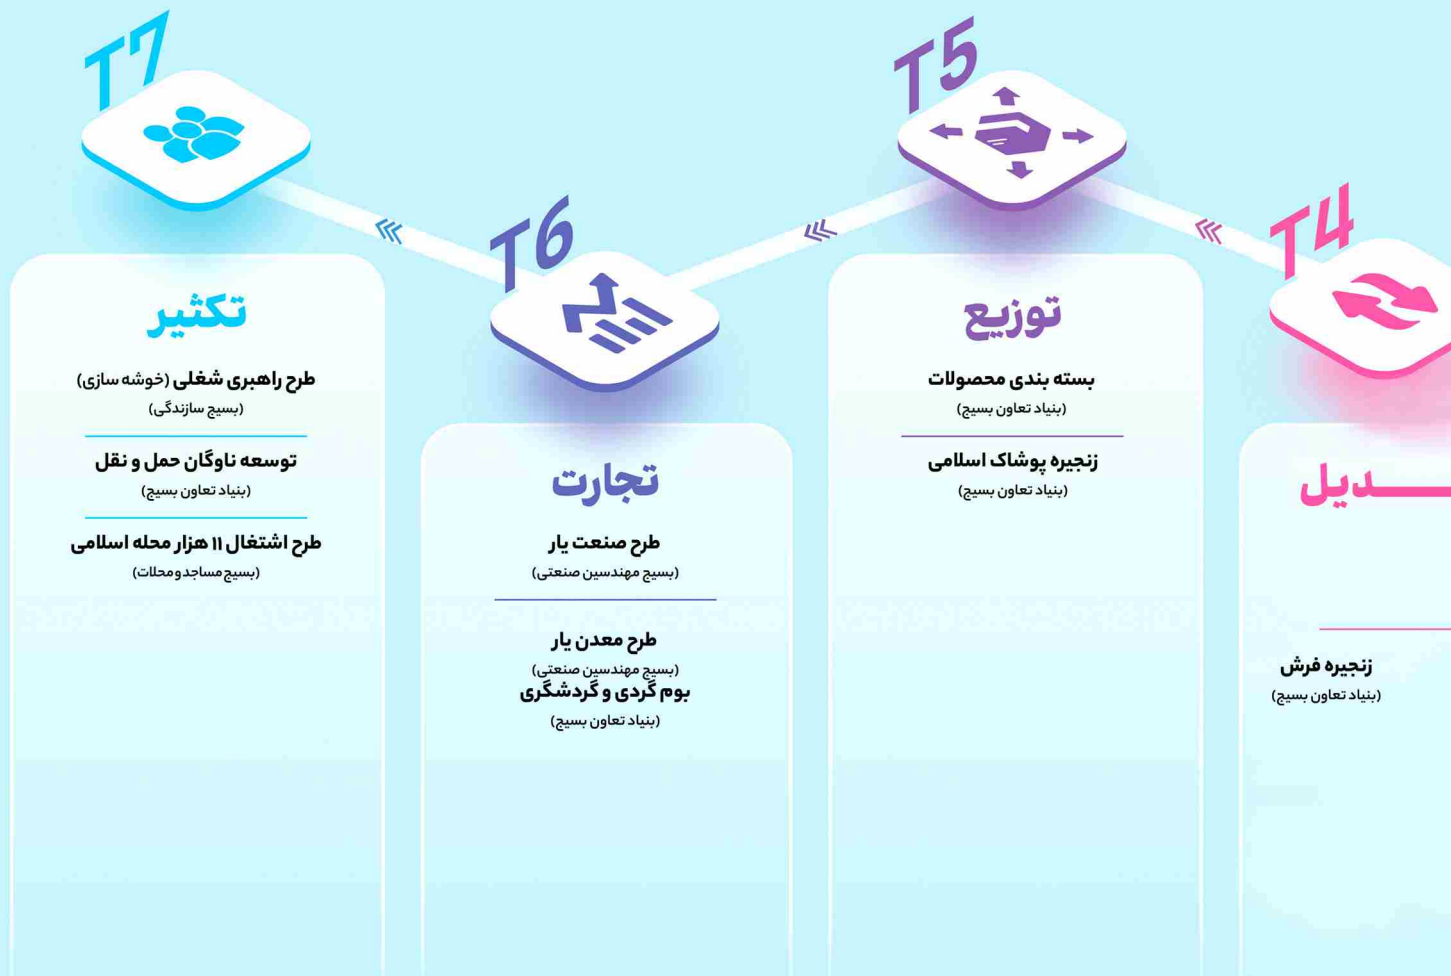 T4
ـــــدیل
زنجیره فرش
(بنیاد تعاون بسیج)
T5
توزیع
بسته بندی محصولات
(بنیاد تعاون بسیج)
زنجیره پوشاک اسلامی
(بنیاد تعاون بسیج)
T6
تجارت
طرح صنعت یار
(بسیج مهندسین صنعتی)
طرح معدن یار
(بسیج مهندسین صنعتی)
بوم گردی و گردشگری
(بنیاد تعاون بسیج)
T7
تکثیر
طرح راهبری شغلی (خوشه سازی)
(بسیج سازندگی)
توسعه ناوگان حمل و نقل
(بنیاد تعاون بسیج)
طرح اشتغال ۱۱ هزار محله اسلامی
(بسیج مساجد و محلات)